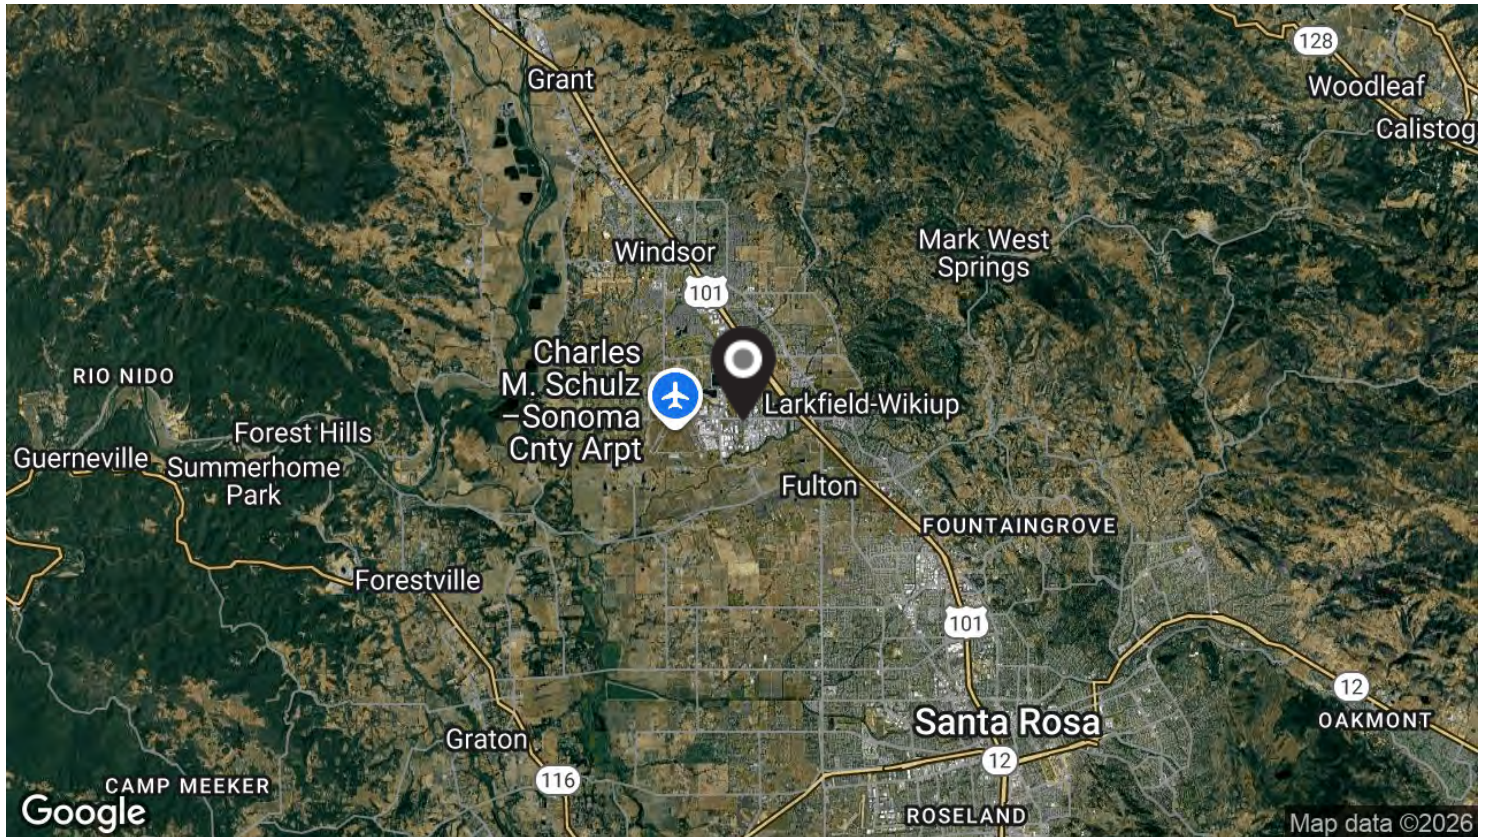 128
Grant
Woodleaf
Calistog
Windsor
Mark West
Springs
101
Charles
M. Schulz
–Sonoma
Cnty Arpt
RIO NIDO
Larkfield-Wikiup
Forest Hills
Guerneville
Summerhome
Park
Fulton
FOUNTAINGROVE
Forestville
101
12
Santa Rosa
OAKMONT
Graton
12
116
CAMP MEEKER
ROSELAND
Google
Map data ©2026